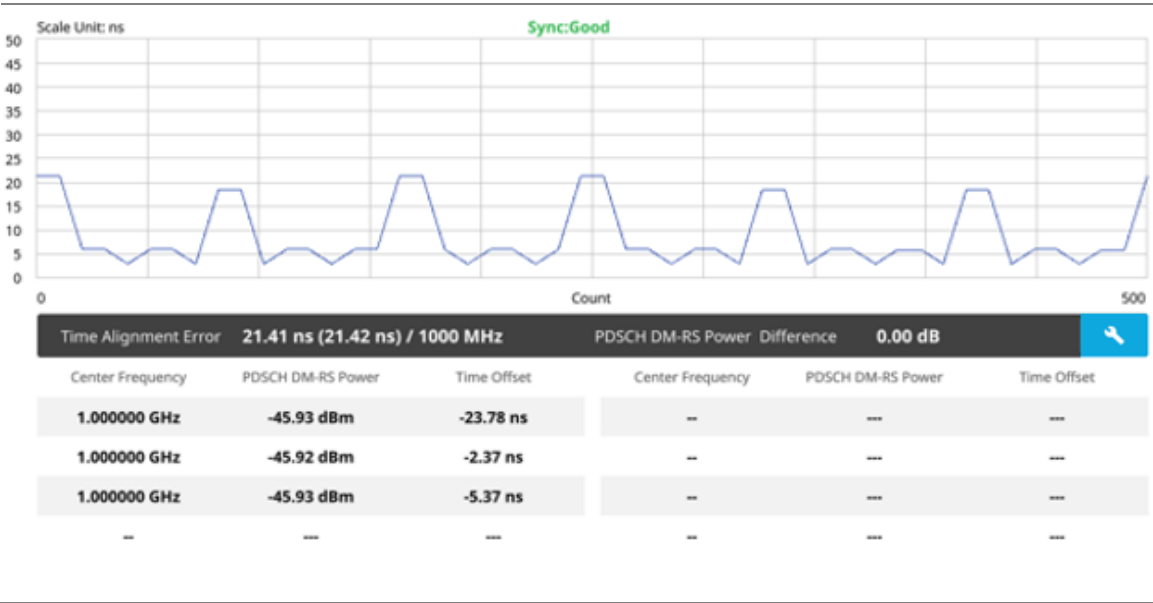 Scale Unit: ns
Sync:Good
50
45
40
35
30
25
20
15
10
5
0
0 Count 500
Time Alignment Error 21.41 ns (21.42 ns) / 1000 MHz PDSCH DM-RS Power Difference 0.00 dB
Center Frequency PDSCH DM-RS Power Time Offset Center Frequency PDSCH DM-RS Power Time Offset
1.000000 GHz -45.93 dBm -23.78 ns -- --- ---
1.000000 GHz -45.92 dBm -2.37 ns -- --- ---
1.000000 GHz -45.93 dBm -5.37 ns -- --- ---
-- --- --- -- --- ---